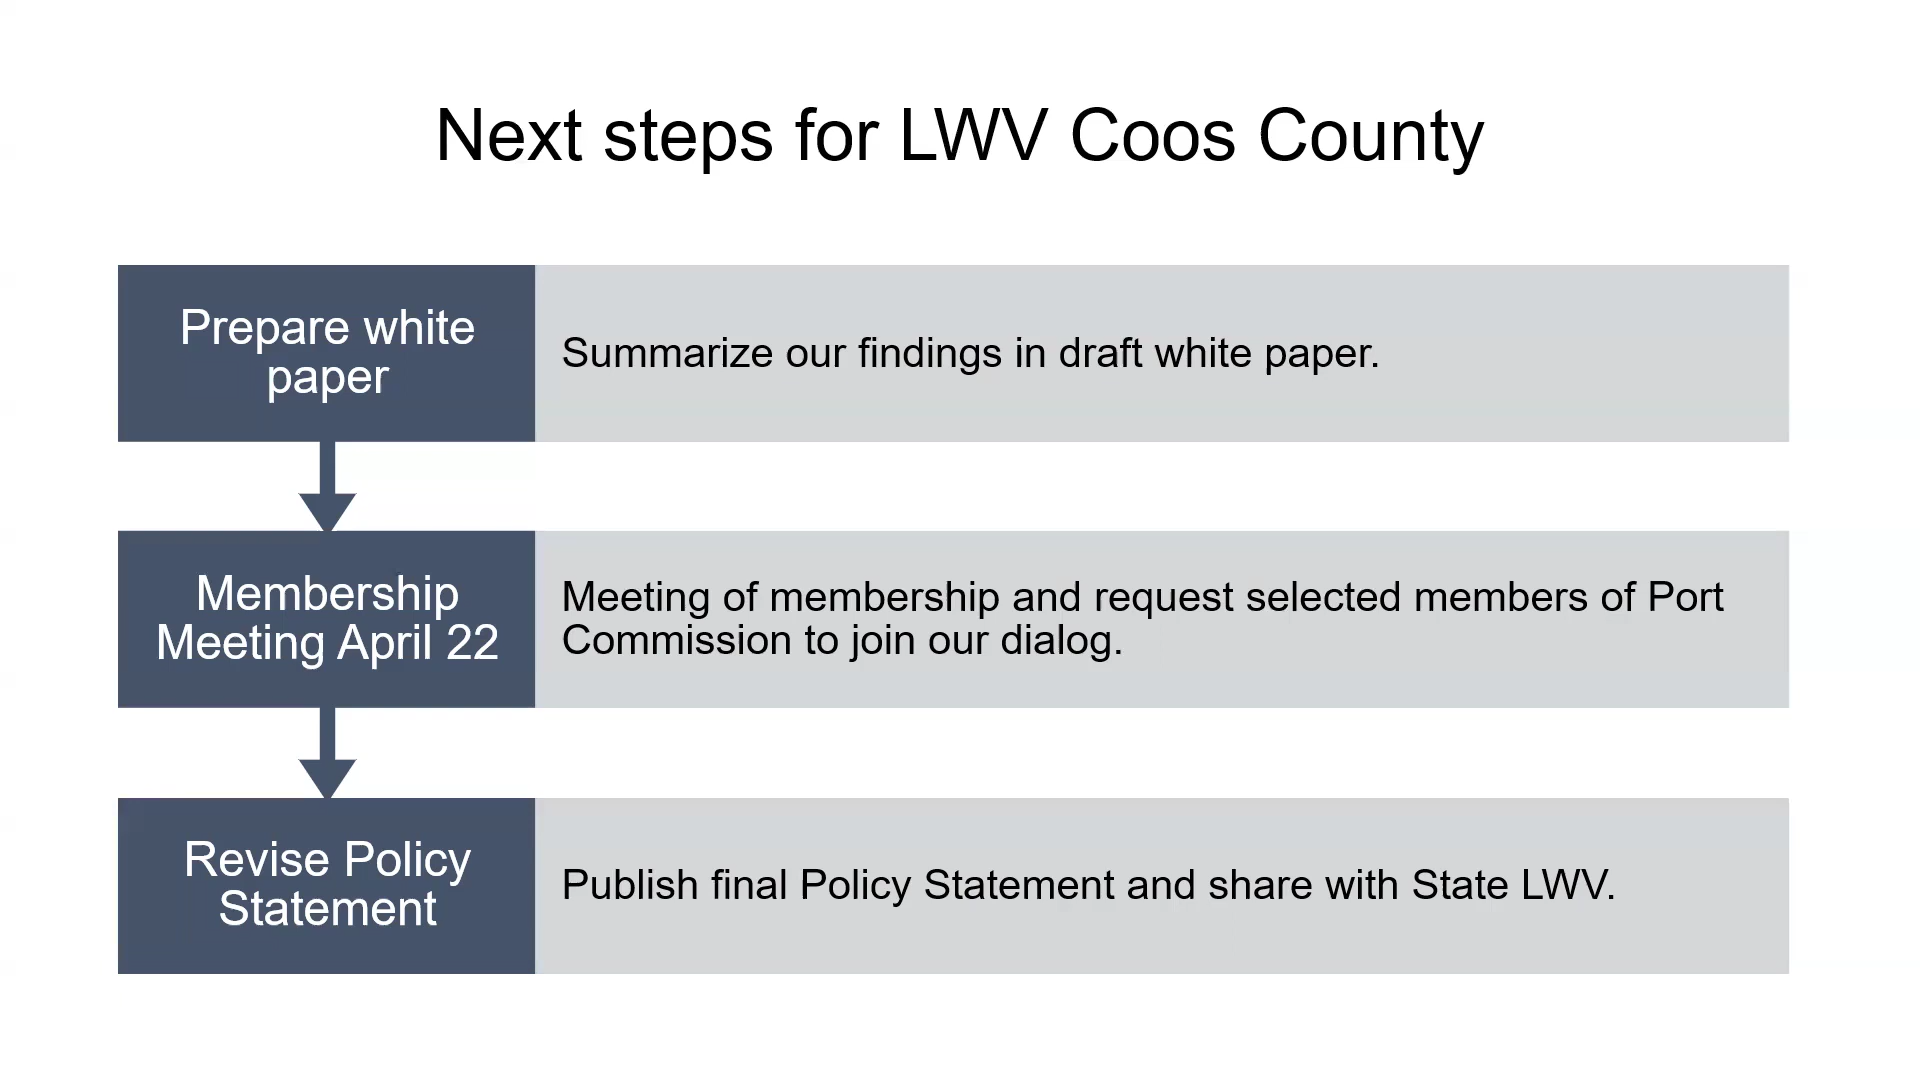 Next steps for LWV Coos County
Prepare white
paper
Summarize our findings in draft white paper.
Membership
Meeting April 22
Meeting of membership and request selected members of Port
Commission to join our dialog.
Revise Policy
Statement
Publish final Policy Statement and share with State LWV.